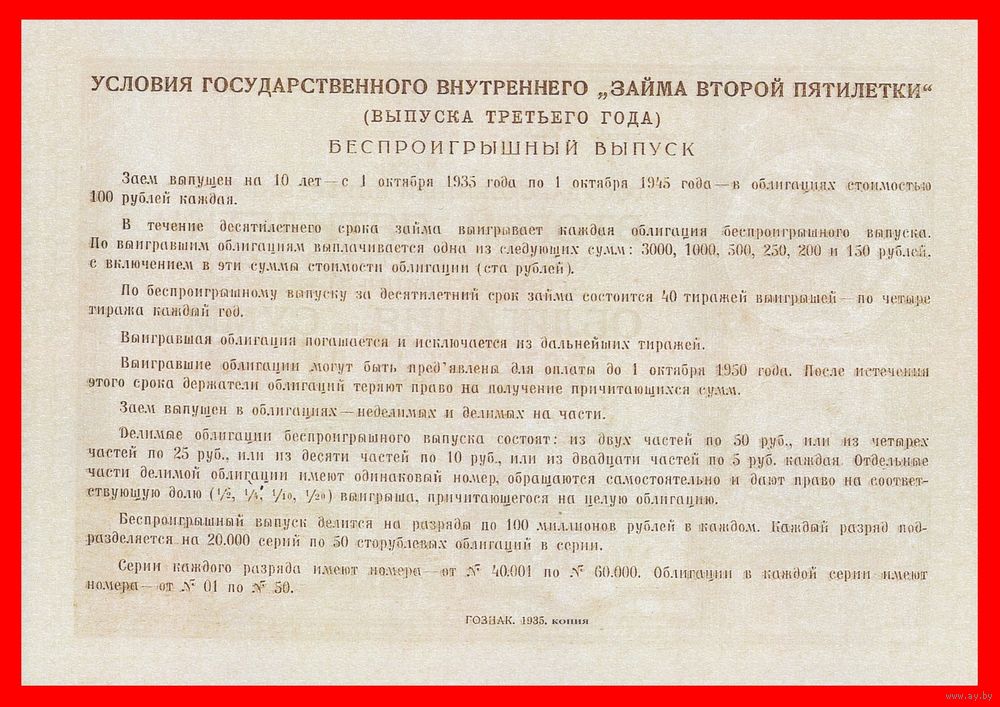 УСЛОВИЯ ГОСУДАРСТВЕННОГО ВНУТРЕННЕГО „ЗАЙМА ВТОРОЙ ПЯТИЛЕТКИ“
(ВЫПУСКА ТРЕТЬЕГО ГОДА)
БЕСПРОИГРЫШНЫЙ ВЫПУСК
Заем выпущен на 10 лет—с 1 октября 1935 года по 1 октября 1945 года—в облигациях стоимостью
100 рублей каждая.
В течение десятилетнего срока займа выигрывает каждая облигация беспроигрышного выпуска.
По выигравшим облигациям выплачивается одна из следующих сумм: 3000, 1000, 500, 250, 200 и 150 рублей,
с включением в эти суммы стоимости облигации (ста рублей).
По беспроигрышному выпуску за десятилетний срок займа состоится 40 тиражей выигрышей—по четыре
тиража каждый год.
Выигравшая облигация погашается и исключается из дальнейших тиражей.
Выигравшие облигации могут быть пред'явлены для оплаты до 1 октября 1950 года. После истечения
этого срока держатели облигаций теряют право на получение причитающихся сумм.
Заем выпущен в облигациях—неделимых и делимых на части.
Делимые облигации беспроигрышного выпуска состоят: из двух частей по 50 руб., или из четырех
частей по 25 руб., или из десяти частей по 10 руб., или из двадцати частей по 5 руб. каждая. Отдельные
части делимой облигации имеют одинаковый номер, обращаются самостоятельно и дают право на соответ-
ствующую долю (1/2, 1/4, 1/10, 1/20) выигрыша, причитающегося на целую облигацию.
Беспроигрышный выпуск делится на разряды по 100 миллионов рублей в каждом. Каждый разряд под-
разделяется на 20.000 серий по 50 сторублевых облигаций в серии.
Серии каждого разряда имеют номера—от № 40.001 по № 60.000. Облигации в каждой серии имеют
номера—от № 01 по № 50.
ГОЗНАК. 1935. копия
www.ay.by